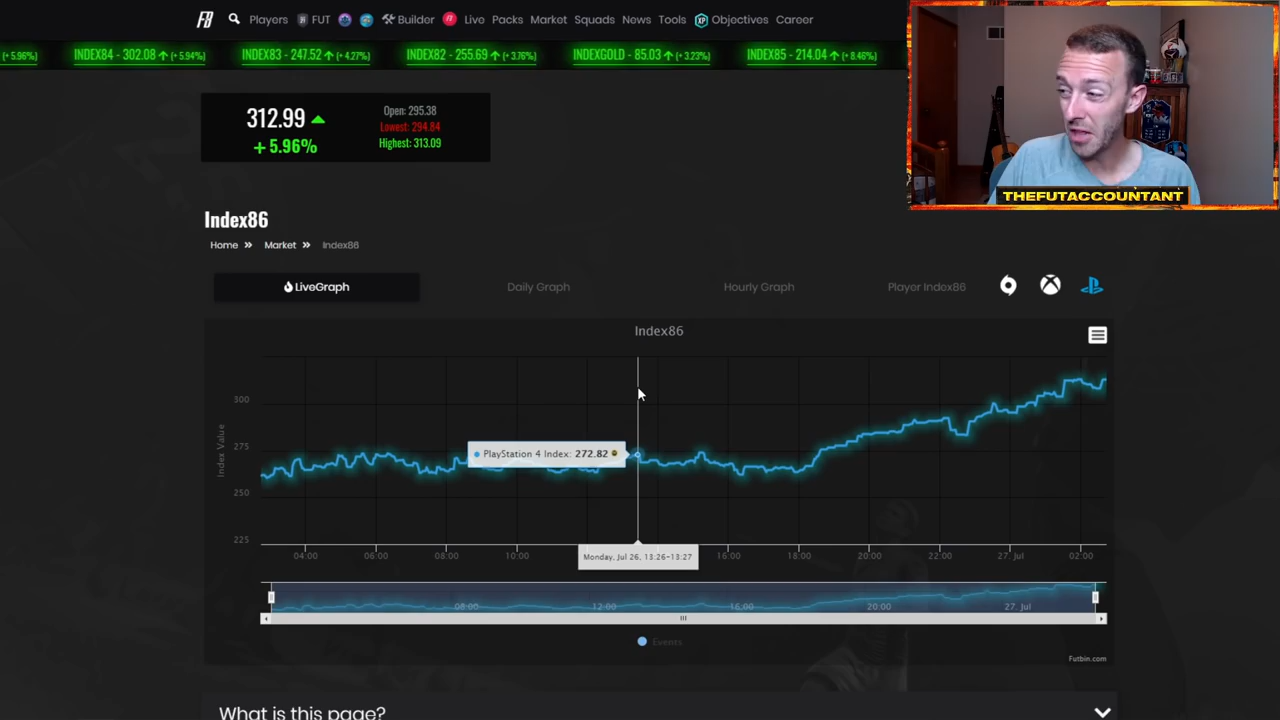 Players FUT Builder Live Packs Market Squads News Tools XP Objectives Career
(+ 5.96%) INDEX84 - 302.08 (+ 5.94%) INDEX83 - 247.52 (+ 4.27%) INDEX82 - 255.69 (+ 3.76%) INDEXGOLD - 85.03 (+ 3.23%) INDEX85 - 214.04 (+ 8.46%)
312.99
+ 5.96%
Open: 295.38
Lowest: 294.84
Highest: 313.09
THEFUTACCOUNTANT
Index86
Home » Market » Index86
LiveGraph Daily Graph Hourly Graph Player Index86
Index86
Index Value
300
275
250
225
PlayStation 4 Index: 272.82
04:00 06:00 08:00 10:00 16:00 18:00 20:00 22:00 27. Jul 02:00
Monday, Jul 26, 13:26-13:27
08:00 12:00 16:00 20:00 27. Jul
Events
Futbin.com
What is this page?